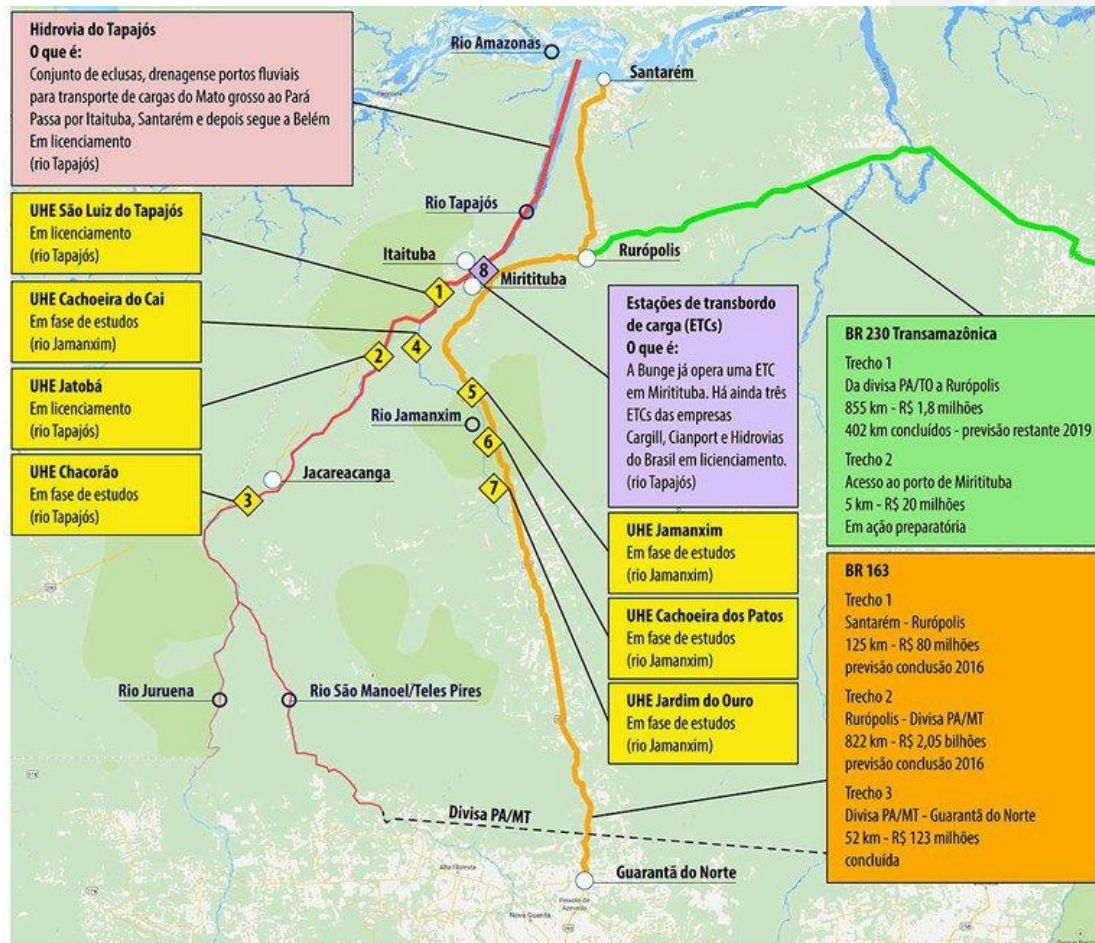 Hidrovia do Tapajós
O que é:
Conjunto de eclusas, drenagense portos fluviais
para transporte de cargas do Mato grosso ao Pará
Passa por Itaituba, Santarém e depois segue a Belém
Em licenciamento
(rio Tapajós)
Rio Amazonas
Santarém
UHE São Luiz do Tapajós
Em licenciamento
(rio Tapajós)
Rio Tapajós
Itaituba
8
Miritituba
Rurópolis
1
UHE Cachoeira do Cai
Em fase de estudos
(rio Jamanxim)
4
2
UHE Jatobá
Em licenciamento
(rio Tapajós)
5
Rio Jamanxim
6
7
UHE Chacorão
Em fase de estudos
(rio Tapajós)
Jacareacanga
3
Estações de transbordo
de carga (ETCs)
O que é:
A Bunge já opera uma ETC
em Miritituba. Há ainda três
ETCs das empresas
Cargill, Cianport e Hidrovias
do Brasil em licienciamento.
(rio Tapajós)
BR 230 Transamazônica
Trecho 1
Da divisa PA/TO a Rurópolis
855 km - R$ 1,8 milhões
402 km concluídos - previsão restante 2019
Trecho 2
Acesso ao porto de Miritituba
5 km - R$ 20 milhões
Em ação preparatória
UHE Jamanxim
Em fase de estudos
(rio Jamanxim)
UHE Cachoeira dos Patos
Em fase de estudos
(rio Jamanxim)
UHE Jardim do Ouro
Em fase de estudos
(rio Jamanxim)
BR 163
Trecho 1
Santarém - Rurópolis
125 km - R$ 80 milhões
previsão conclusão 2016
Trecho 2
Rurópolis - Divisa PA/MT
822 km - R$ 2,05 bilhões
previsão conclusão 2016
Trecho 3
Divisa PA/MT - Guarantã do Norte
52 km - R$ 123 milhões
concluída
Rio Juruena
Rio São Manoel/Teles Pires
Divisa PA/MT
Alta Floresta
Guarantã do Norte
Peixoto de
Azevedo
Nova Guarita